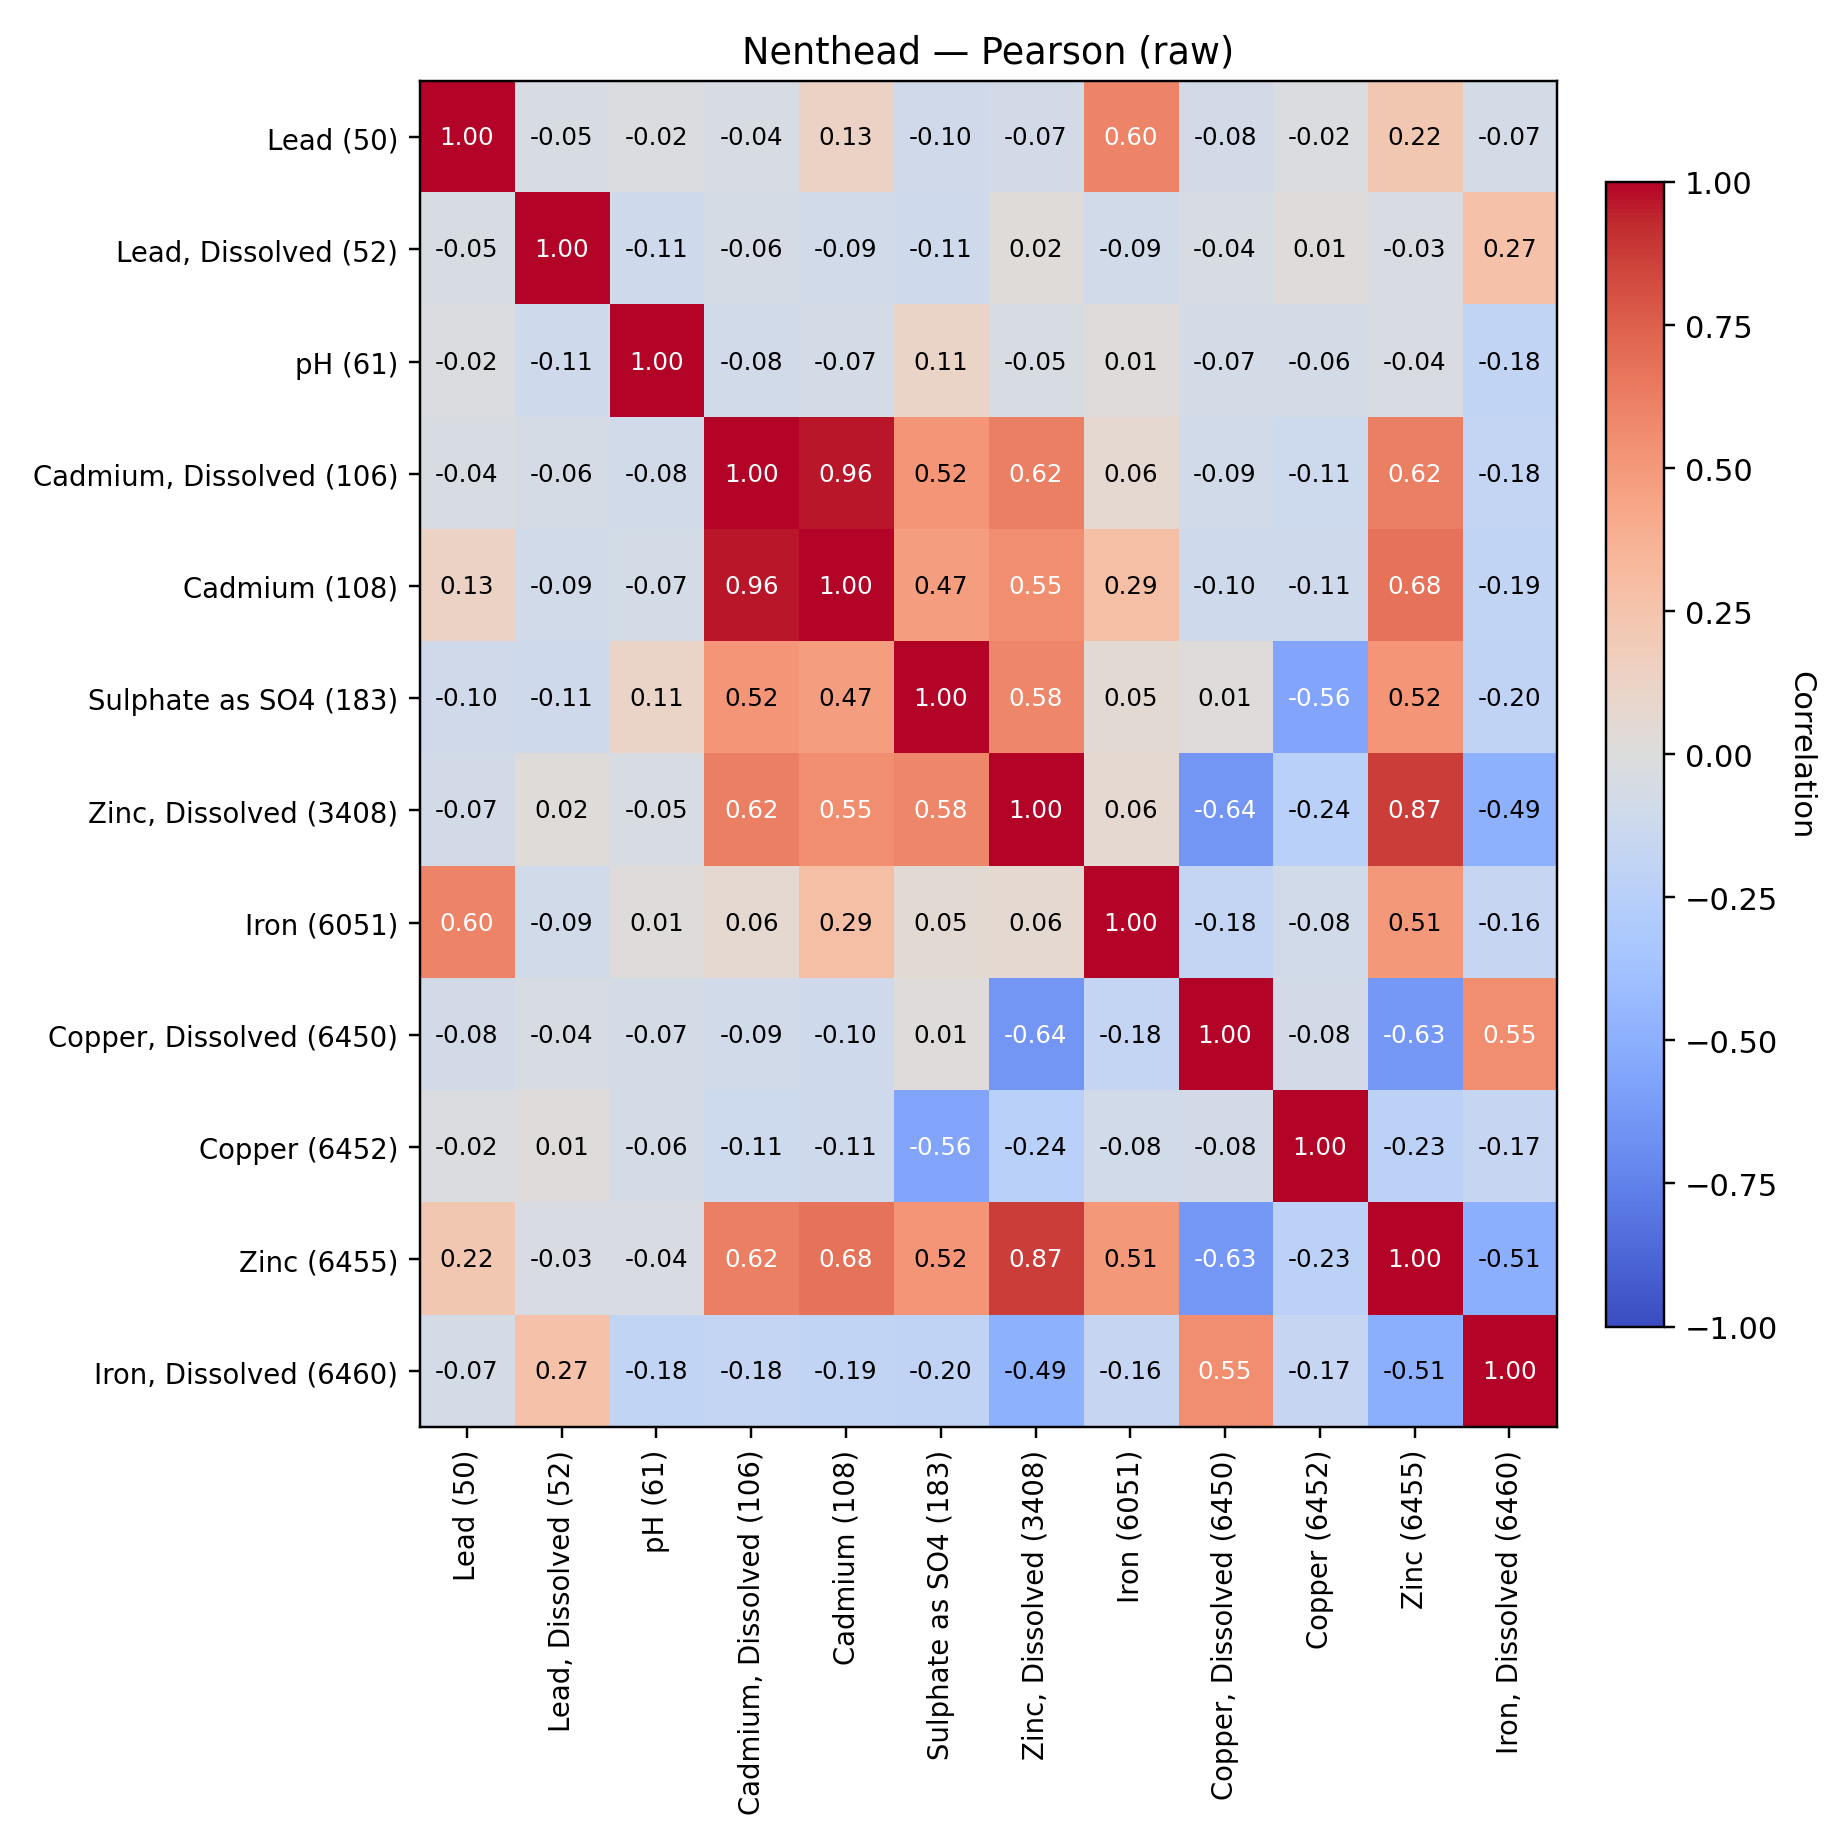 Nenthead — Pearson (raw)
Lead (50) 1.00 -0.05 -0.02 -0.04 0.13 -0.10 -0.07 0.60 -0.08 -0.02 0.22 -0.07
Lead, Dissolved (52) -0.05 1.00 -0.11 -0.06 -0.09 -0.11 0.02 -0.09 -0.04 0.01 -0.03 0.27
pH (61) -0.02 -0.11 1.00 -0.08 -0.07 0.11 -0.05 0.01 -0.07 -0.06 -0.04 -0.18
Cadmium, Dissolved (106) -0.04 -0.06 -0.08 1.00 0.96 0.52 0.62 0.06 -0.09 -0.11 0.62 -0.18
Cadmium (108) 0.13 -0.09 -0.07 0.96 1.00 0.47 0.55 0.29 -0.10 -0.11 0.68 -0.19
Sulphate as SO4 (183) -0.10 -0.11 0.11 0.52 0.47 1.00 0.58 0.05 0.01 -0.56 0.52 -0.20
Zinc, Dissolved (3408) -0.07 0.02 -0.05 0.62 0.55 0.58 1.00 0.06 -0.64 -0.24 0.87 -0.49
Iron (6051) 0.60 -0.09 0.01 0.06 0.29 0.05 0.06 1.00 -0.18 -0.08 0.51 -0.16
Copper, Dissolved (6450) -0.08 -0.04 -0.07 -0.09 -0.10 0.01 -0.64 -0.18 1.00 -0.08 -0.63 0.55
Copper (6452) -0.02 0.01 -0.06 -0.11 -0.11 -0.56 -0.24 -0.08 -0.08 1.00 -0.23 -0.17
Zinc (6455) 0.22 -0.03 -0.04 0.62 0.68 0.52 0.87 0.51 -0.63 -0.23 1.00 -0.51
Iron, Dissolved (6460) -0.07 0.27 -0.18 -0.18 -0.19 -0.20 -0.49 -0.16 0.55 -0.17 -0.51 1.00
Lead (50)
Lead, Dissolved (52)
pH (61)
Cadmium, Dissolved (106)
Cadmium (108)
Sulphate as SO4 (183)
Zinc, Dissolved (3408)
Iron (6051)
Copper, Dissolved (6450)
Copper (6452)
Zinc (6455)
Iron, Dissolved (6460)
1.00
0.75
0.50
0.25
0.00
−0.25
−0.50
−0.75
−1.00
Correlation